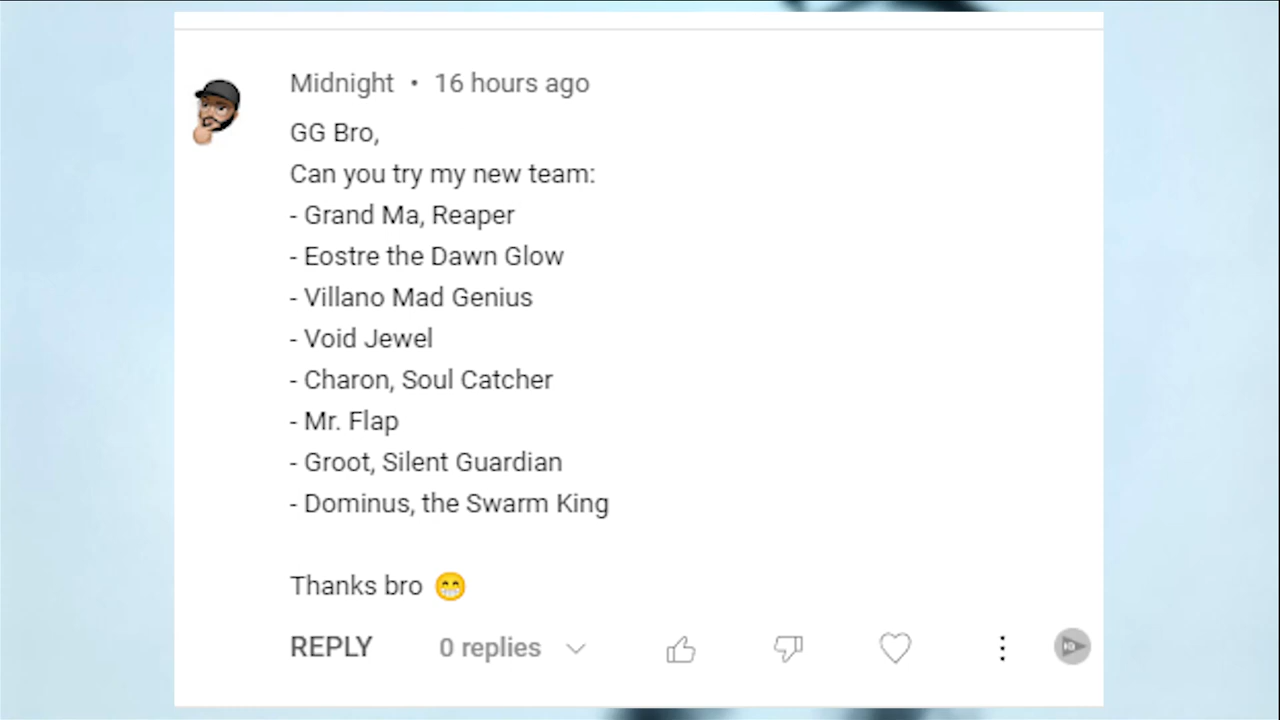 Midnight • 16 hours ago
GG Bro,
Can you try my new team:
- Grand Ma, Reaper
- Eostre the Dawn Glow
- Villano Mad Genius
- Void Jewel
- Charon, Soul Catcher
- Mr. Flap
- Groot, Silent Guardian
- Dominus, the Swarm King
Thanks bro 😁
REPLY 0 replies